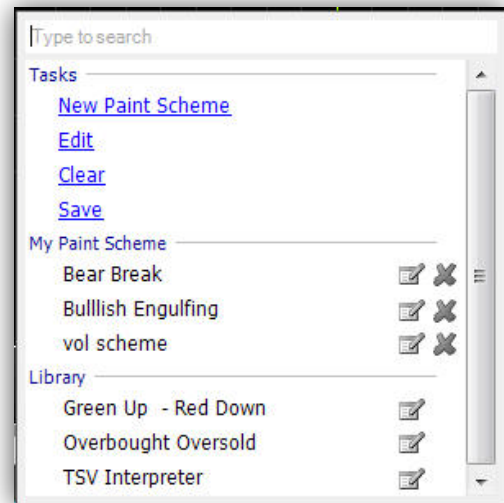 Type to search
Tasks
New Paint Scheme
Edit
Clear
Save
My Paint Scheme
Bear Break
Bulllish Engulfing
vol scheme
Library
Green Up - Red Down
Overbought Oversold
TSV Interpreter